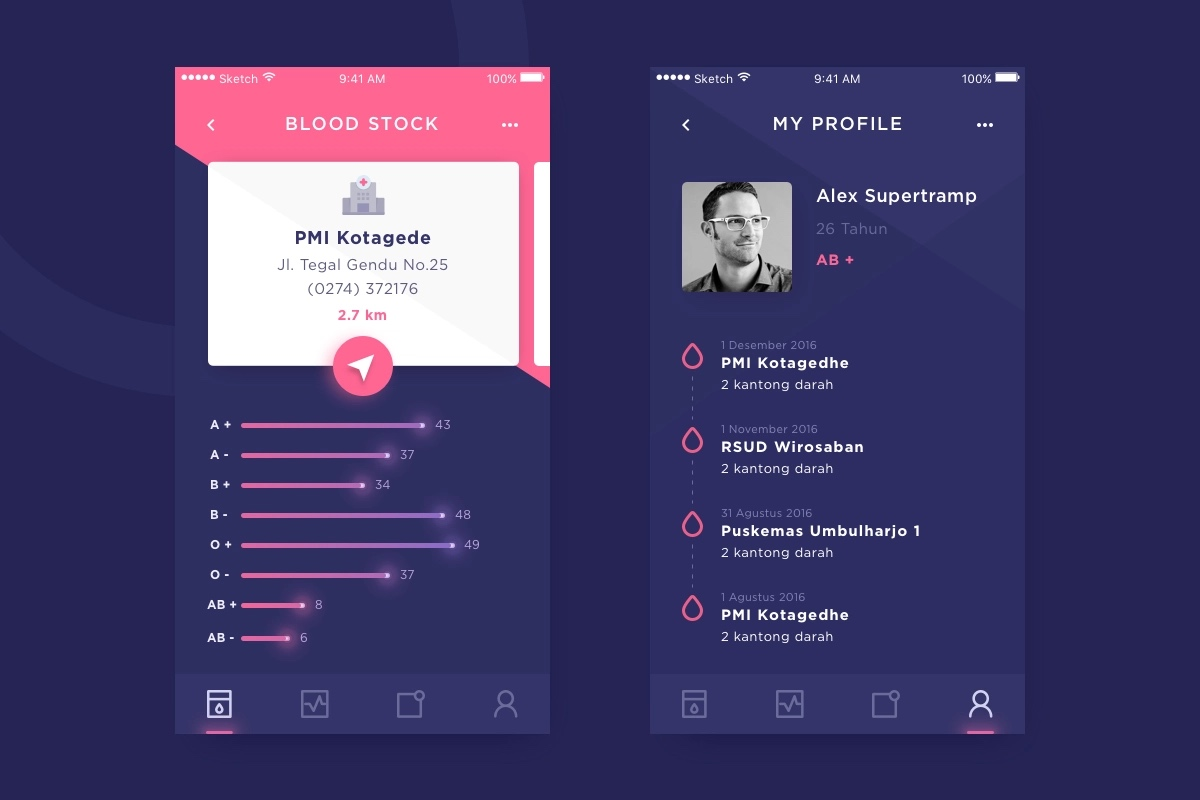 Sketch 9:41 AM 100%
BLOOD STOCK
PMI Kotagede
Jl. Tegal Gendu No.25
(0274) 372176
2.7 km
A + 43
A - 37
B + 34
B - 48
O + 49
O - 37
AB + 8
AB - 6
Sketch 9:41 AM 100%
MY PROFILE
Alex Supertramp
26 Tahun
AB +
1 Desember 2016
PMI Kotagedhe
2 kantong darah
1 November 2016
RSUD Wirosaban
2 kantong darah
31 Agustus 2016
Puskemas Umbulharjo 1
2 kantong darah
1 Agustus 2016
PMI Kotagedhe
2 kantong darah